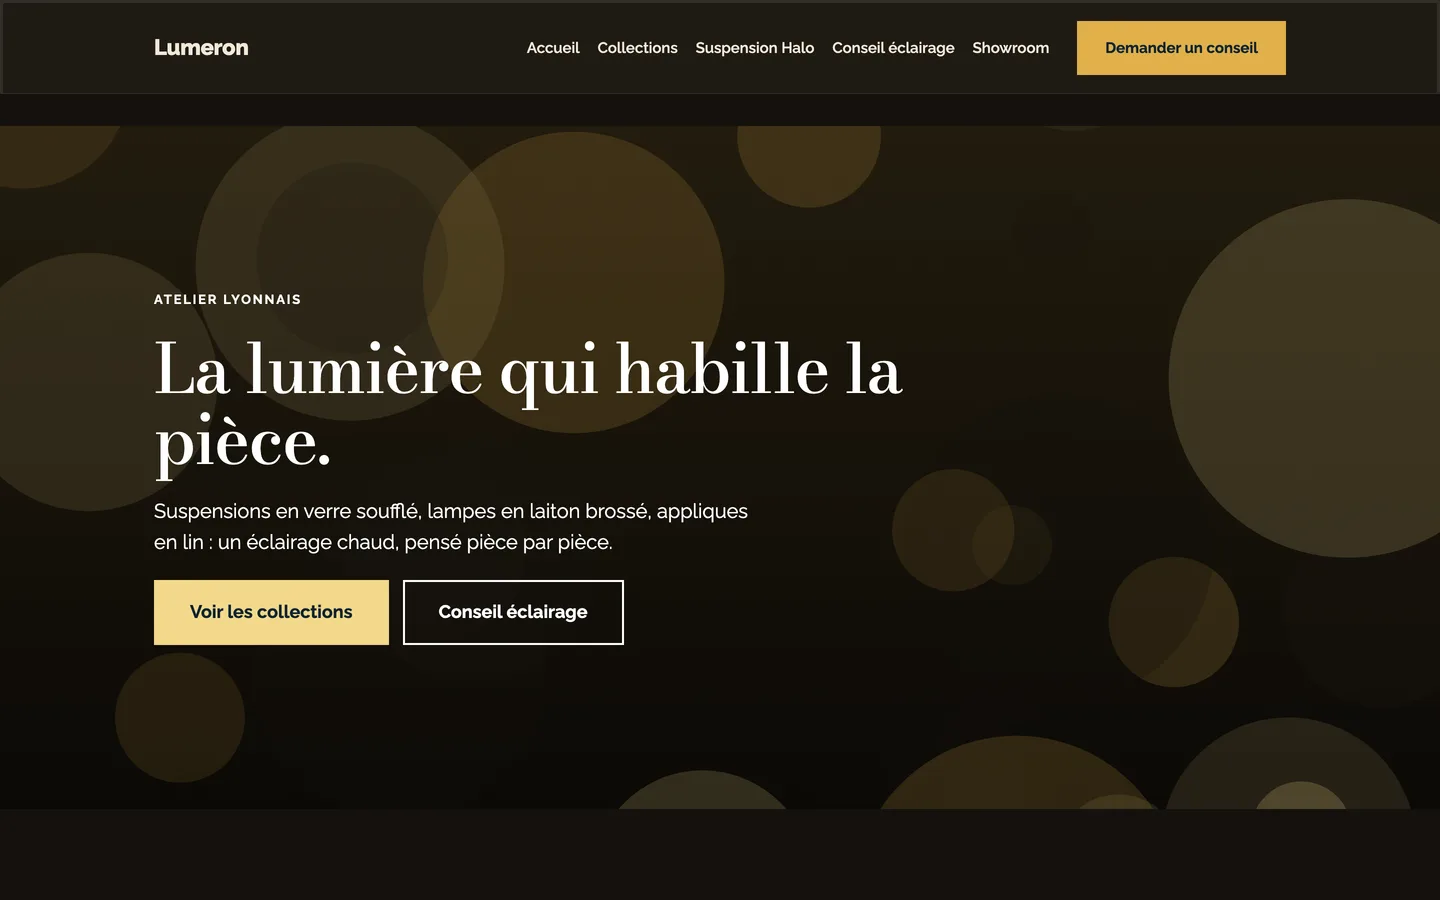 Lumeron
Accueil Collections Suspension Halo Conseil éclairage Showroom Demander un conseil
ATELIER LYONNAIS
La lumière qui habille la
pièce.
Suspensions en verre soufflé, lampes en laiton brossé, appliques
en lin : un éclairage chaud, pensé pièce par pièce.
Voir les collections Conseil éclairage